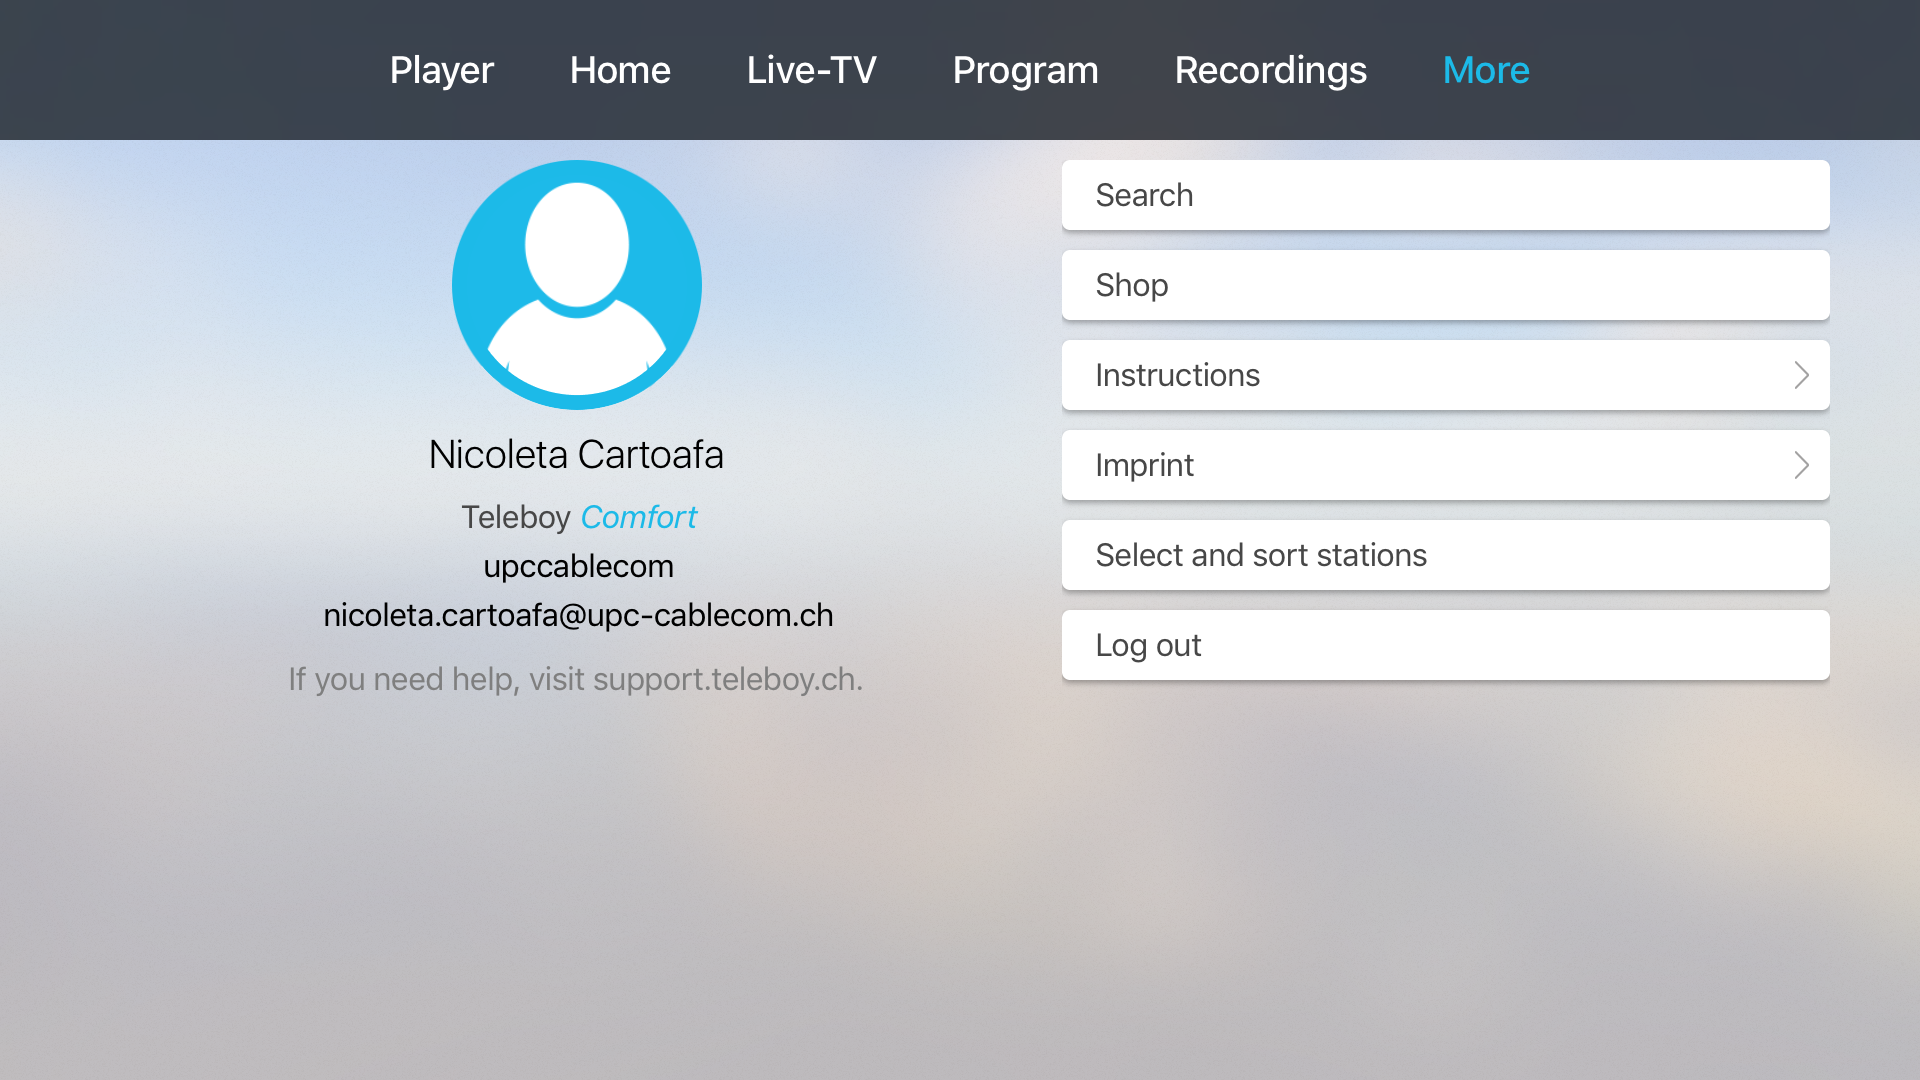 Player Home Live-TV Program Recordings More
Nicoleta Cartoafa
Teleboy Comfort
upccablecom
nicoleta.cartoafa@upc-cablecom.ch
If you need help, visit support.teleboy.ch.
Search
Shop
Instructions
Imprint
Select and sort stations
Log out